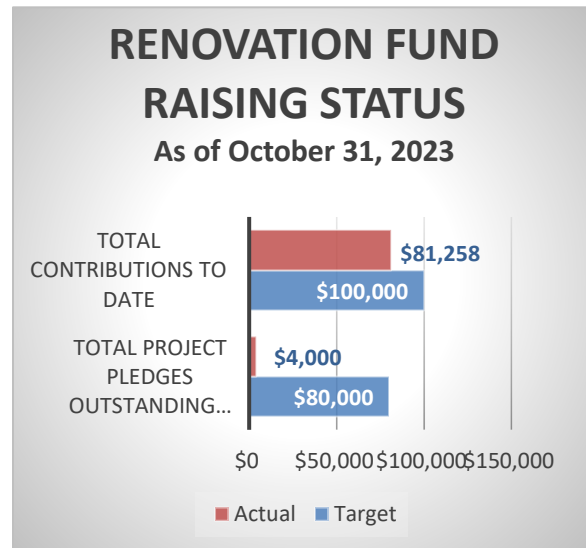 RENOVATION FUND
RAISING STATUS
As of October 31, 2023
TOTAL
CONTRIBUTIONS TO
DATE
$81,258
$100,000
TOTAL PROJECT
PLEDGES
OUTSTANDING…
$4,000
$80,000
$0 $50,000 $100,000 $150,000
Actual Target